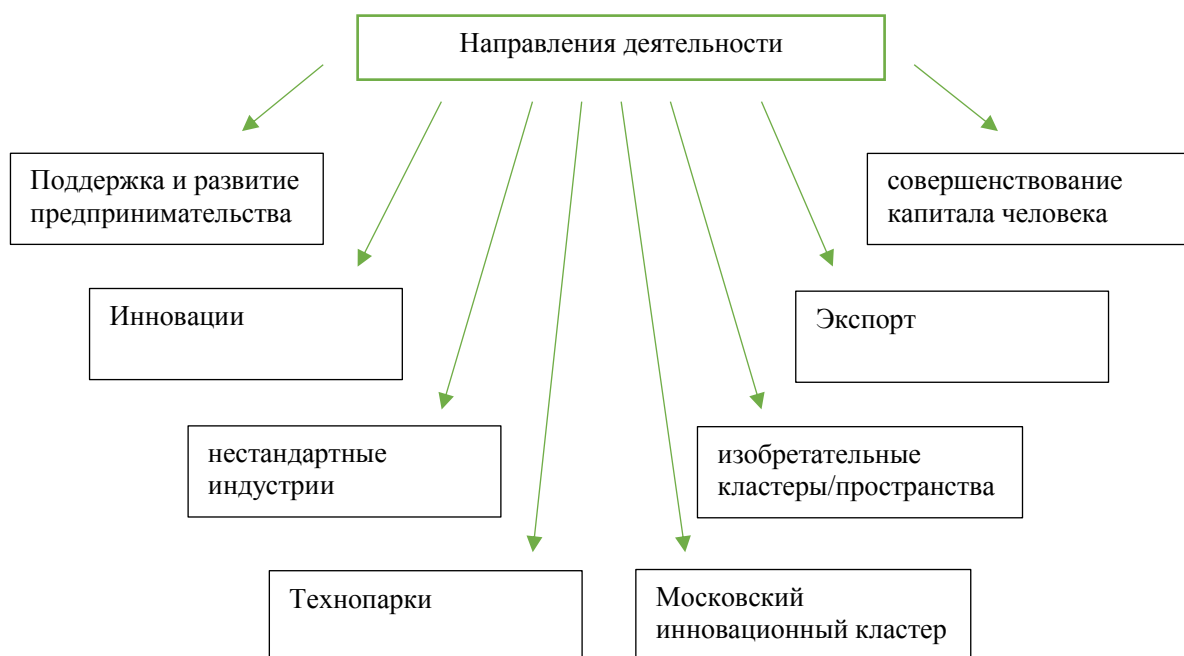 Направления деятельности
Поддержка и развитие
предпринимательства
совершенствование
капитала человека
Инновации
Экспорт
нестандартные
индустрии
изобретательные
кластеры/пространства
Технопарки
Московский
инновационный кластер